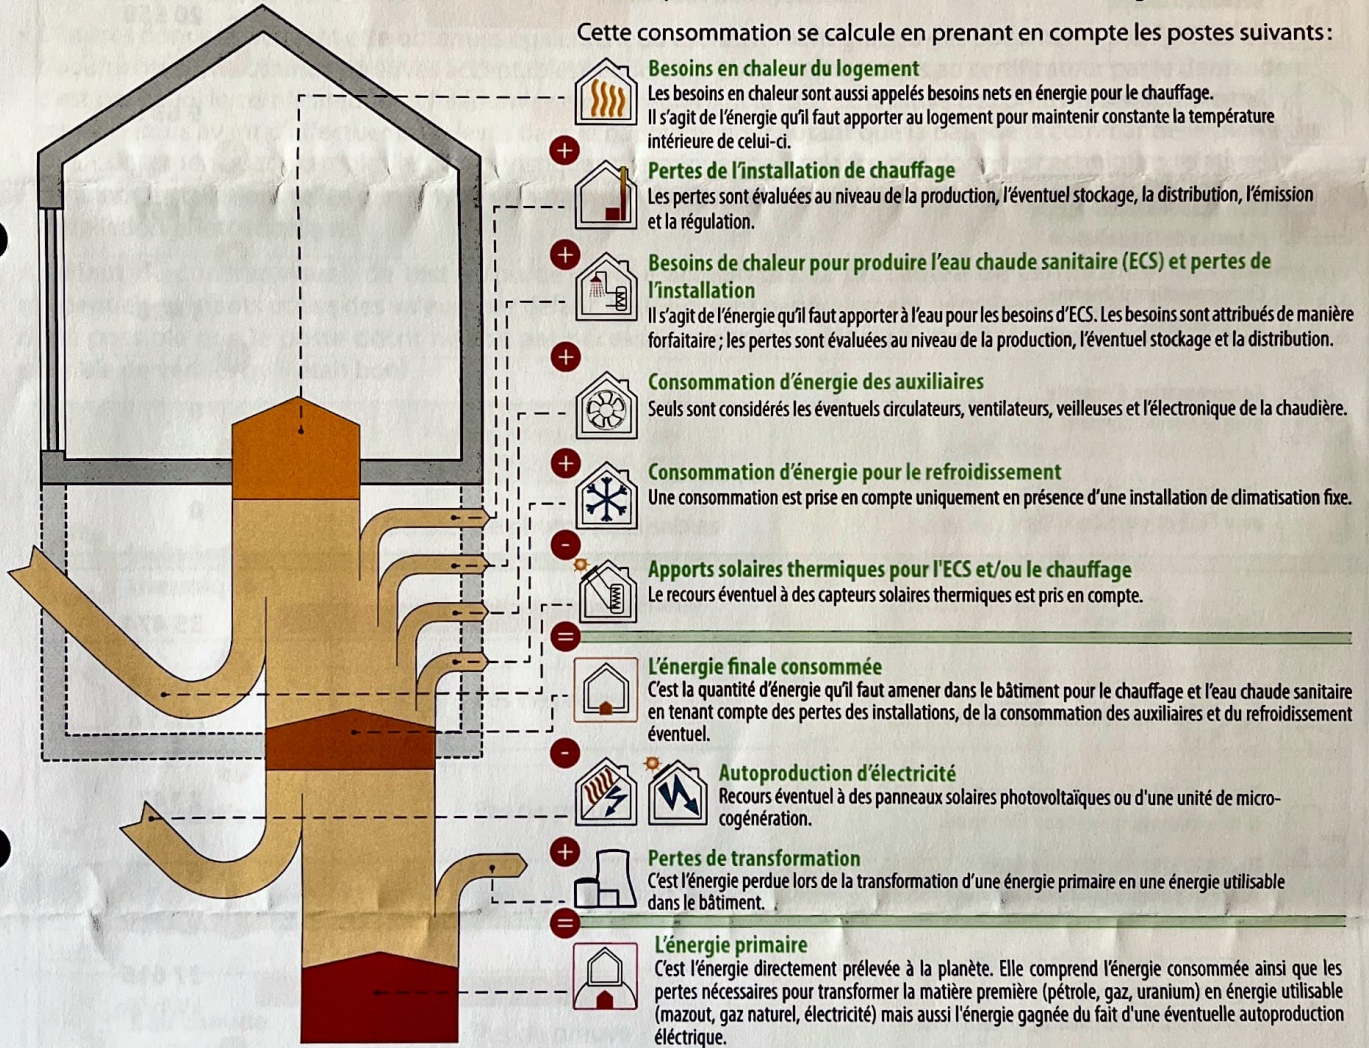 Cette consommation se calcule en prenant en compte les postes suivants :
Besoins en chaleur du logement
Les besoins en chaleur sont aussi appelés besoins nets en énergie pour le chauffage.
Il s'agit de l'énergie qu'il faut apporter au logement pour maintenir constante la température
intérieure de celui-ci.
+
Pertes de l'installation de chauffage
Les pertes sont évaluées au niveau de la production, l'éventuel stockage, la distribution, l'émission
et la régulation.
+
Besoins de chaleur pour produire l'eau chaude sanitaire (ECS) et pertes de
l'installation
Il s'agit de l'énergie qu'il faut apporter à l'eau pour les besoins d'ECS. Les besoins sont attribués de manière
forfaitaire ; les pertes sont évaluées au niveau de la production, l'éventuel stockage et la distribution.
+
Consommation d'énergie des auxiliaires
Seuls sont considérés les éventuels circulateurs, ventilateurs, veilleuses et l'électronique de la chaudière.
+
Consommation d'énergie pour le refroidissement
Une consommation est prise en compte uniquement en présence d'une installation de climatisation fixe.
-
Apports solaires thermiques pour l'ECS et/ou le chauffage
Le recours éventuel à des capteurs solaires thermiques est pris en compte.
=
L'énergie finale consommée
C'est la quantité d'énergie qu'il faut amener dans le bâtiment pour le chauffage et l'eau chaude sanitaire
en tenant compte des pertes des installations, de la consommation des auxiliaires et du refroidissement
éventuel.
-
Autoproduction d'électricité
Recours éventuel à des panneaux solaires photovoltaïques ou d'une unité de micro-
cogénération.
+
Pertes de transformation
C'est l'énergie perdue lors de la transformation d'une énergie primaire en une énergie utilisable
dans le bâtiment.
=
L'énergie primaire
C'est l'énergie directement prélevée à la planète. Elle comprend l'énergie consommée ainsi que les
pertes nécessaires pour transformer la matière première (pétrole, gaz, uranium) en énergie utilisable
(mazout, gaz naturel, électricité) mais aussi l'énergie gagnée du fait d'une éventuelle autoproduction
éléctrique.